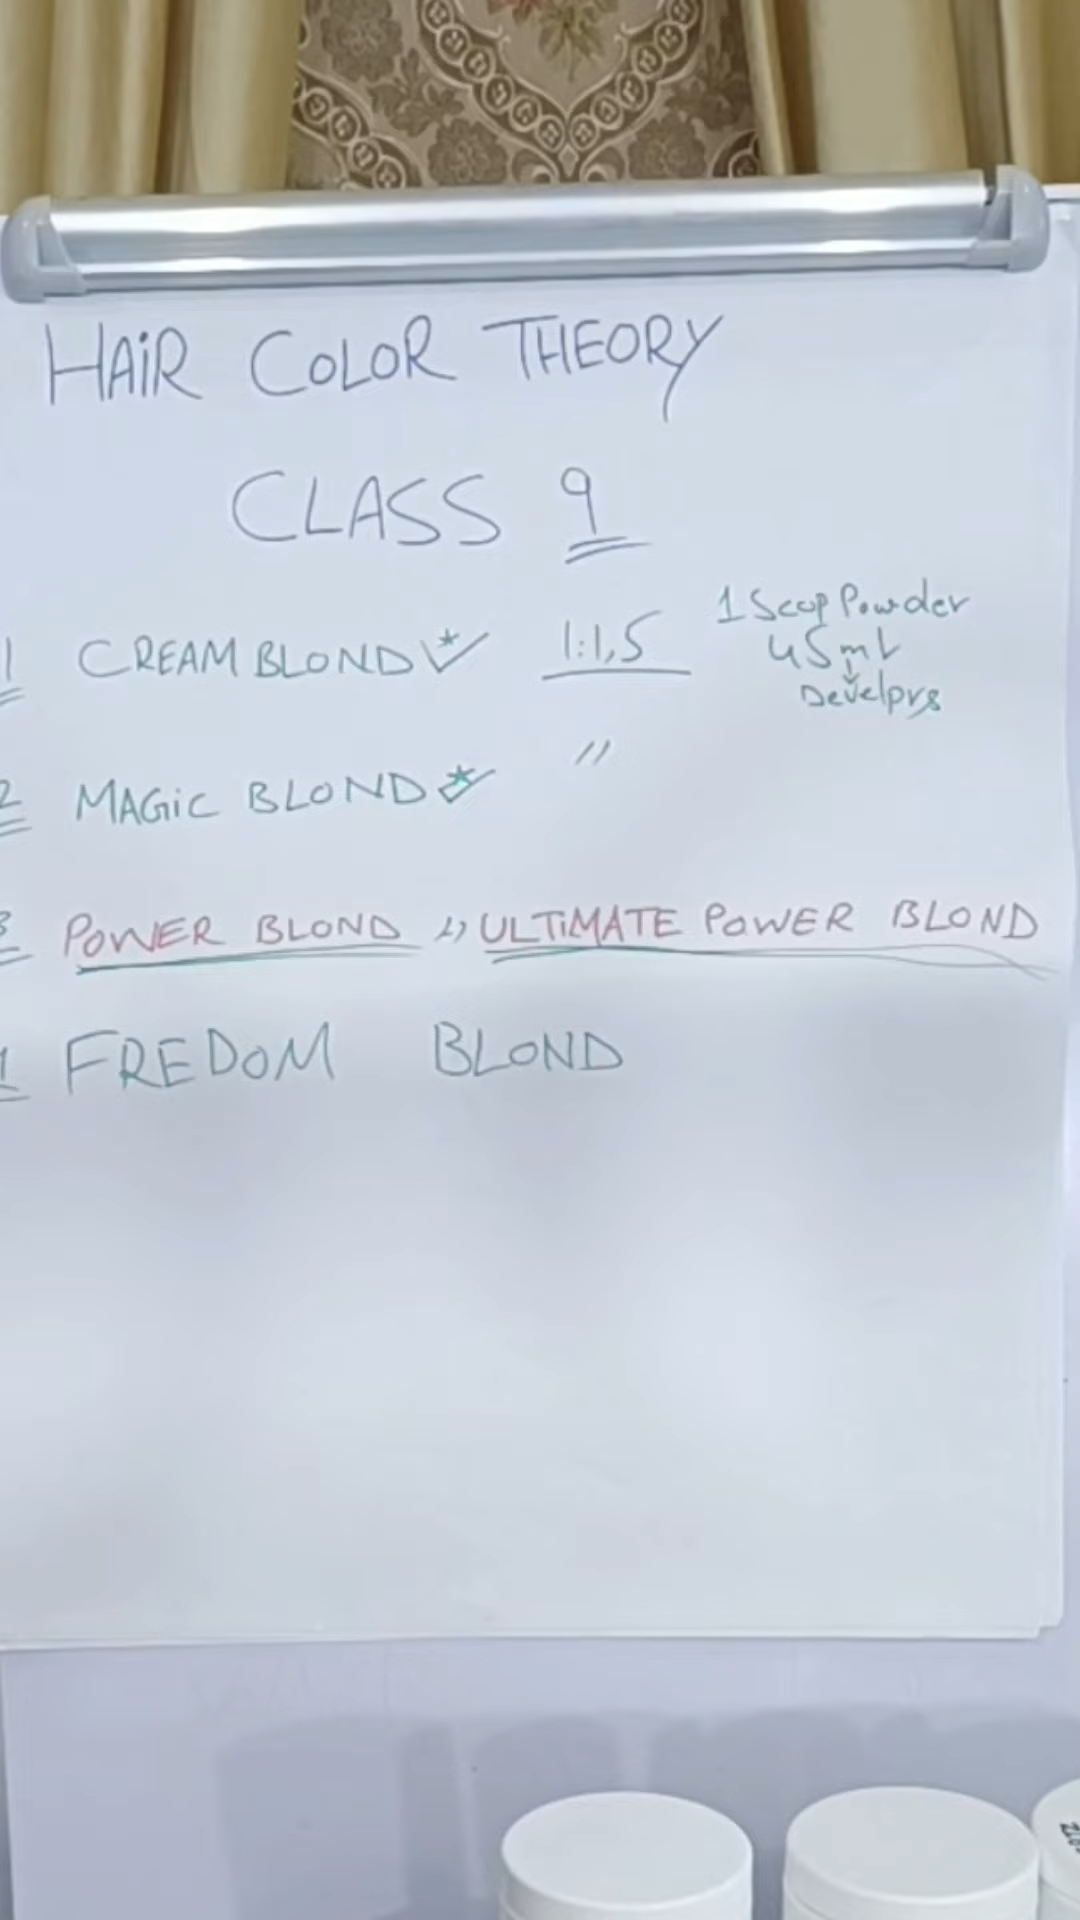 HAIR COLOR THEORY
CLASS 9
1 CREAM BLOND 1:1,5 1 Scop Powder
45ml
Develprs
2 MAGIC BLOND "
3 POWER BLOND ,, ULTIMATE POWER BLOND
FREDOM BLOND